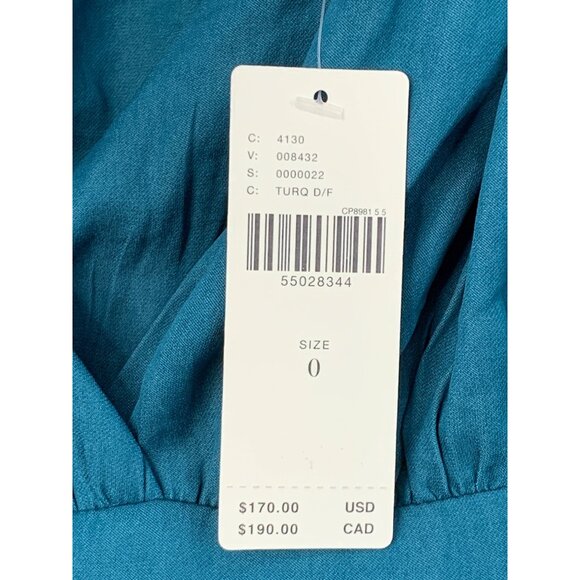 C: 4130
V: 008432
S: 0000022
C: TURQ D/F
CP8981 5 5
55028344
SIZE
0
$170.00 USD
$190.00 CAD